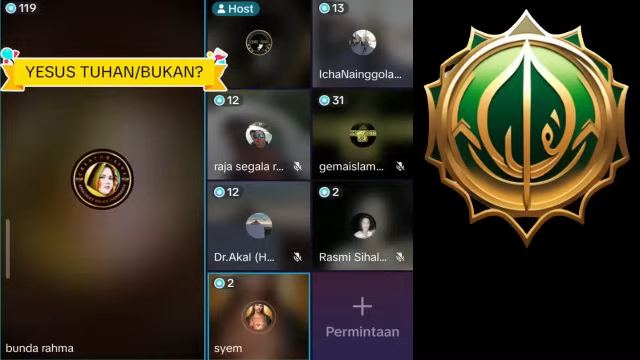 119
YESUS TUHAN/BUKAN?
bunda rahma
Host
13
IchaNainggola...
12
raja segala r...
31
gemaislam...
12
Dr.Akal (H...
2
Rasmi Sihal...
2
syem
+
Permintaan